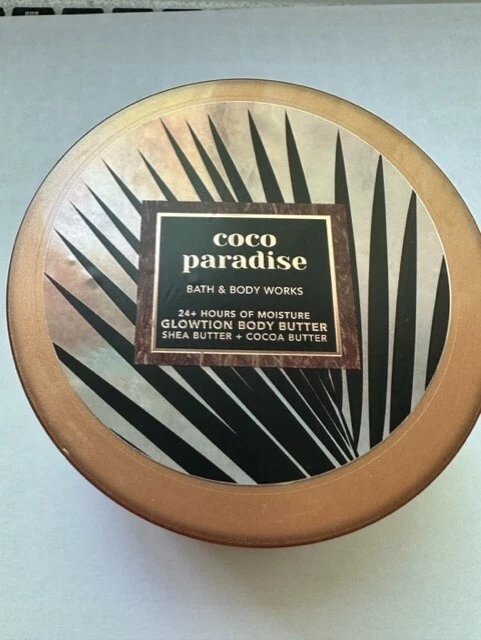 coco
paradise
BATH & BODY WORKS
24+ HOURS OF MOISTURE
GLOWTION BODY BUTTER
SHEA BUTTER + COCOA BUTTER